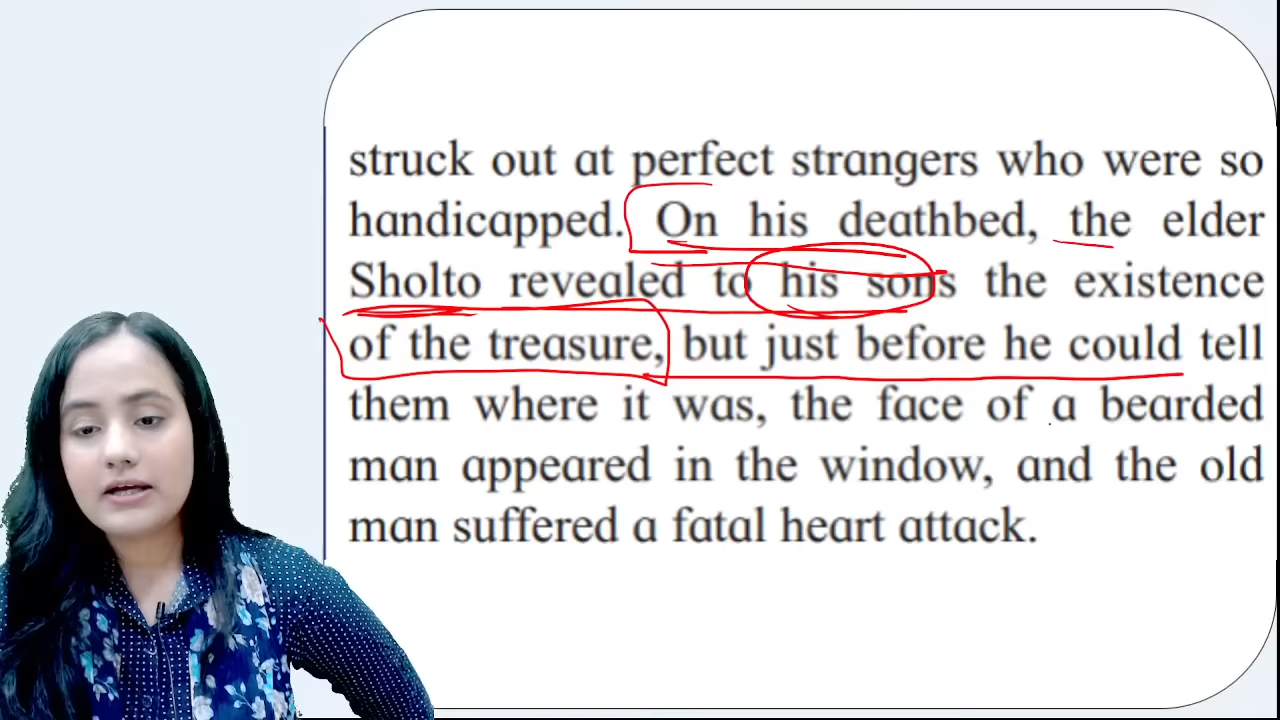 struck out at perfect strangers who were so
handicapped. On his deathbed, the elder
Sholto revealed to his sons the existence
of the treasure, but just before he could tell
them where it was, the face of a bearded
man appeared in the window, and the old
man suffered a fatal heart attack.